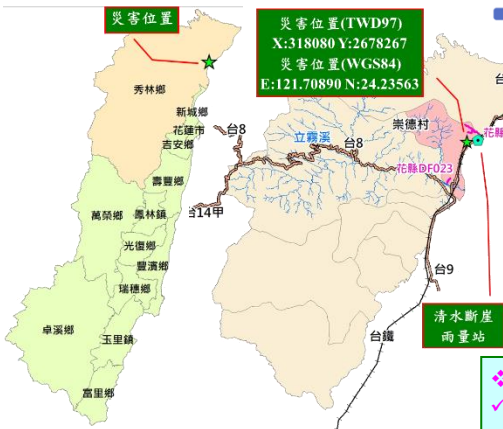 災害位置
秀林鄉
新城鄉
花蓮市
吉安鄉
壽豐鄉
萬榮鄉
鳳林鎮
光復鄉
豐濱鄉
瑞穗鄉
卓溪鄉
玉里鎮
富里鄉
災害位置(TWD97)
X:318080 Y:2678267
災害位置(WGS84)
E:121.70890 N:24.23563
台8
台14甲
立霧溪
台8
崇德村
花縣DF023
花縣
台9
台鐵
清水斷崖
雨量站